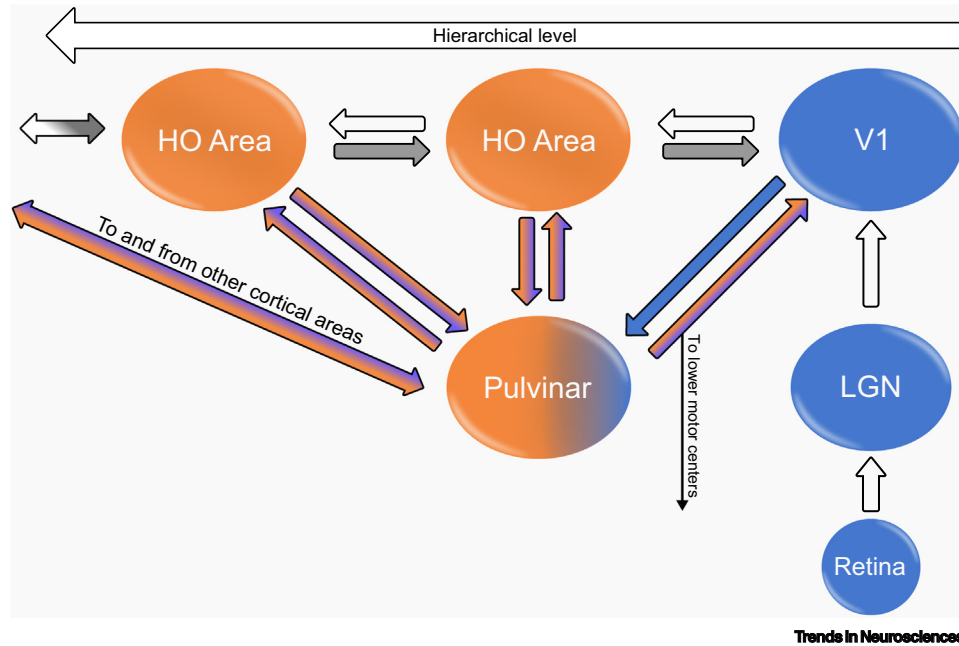 Hierarchical level
HO Area
HO Area
V1
To and from other cortical areas
Pulvinar
To lower motor centers
LGN
Retina
Trends in Neurosciences